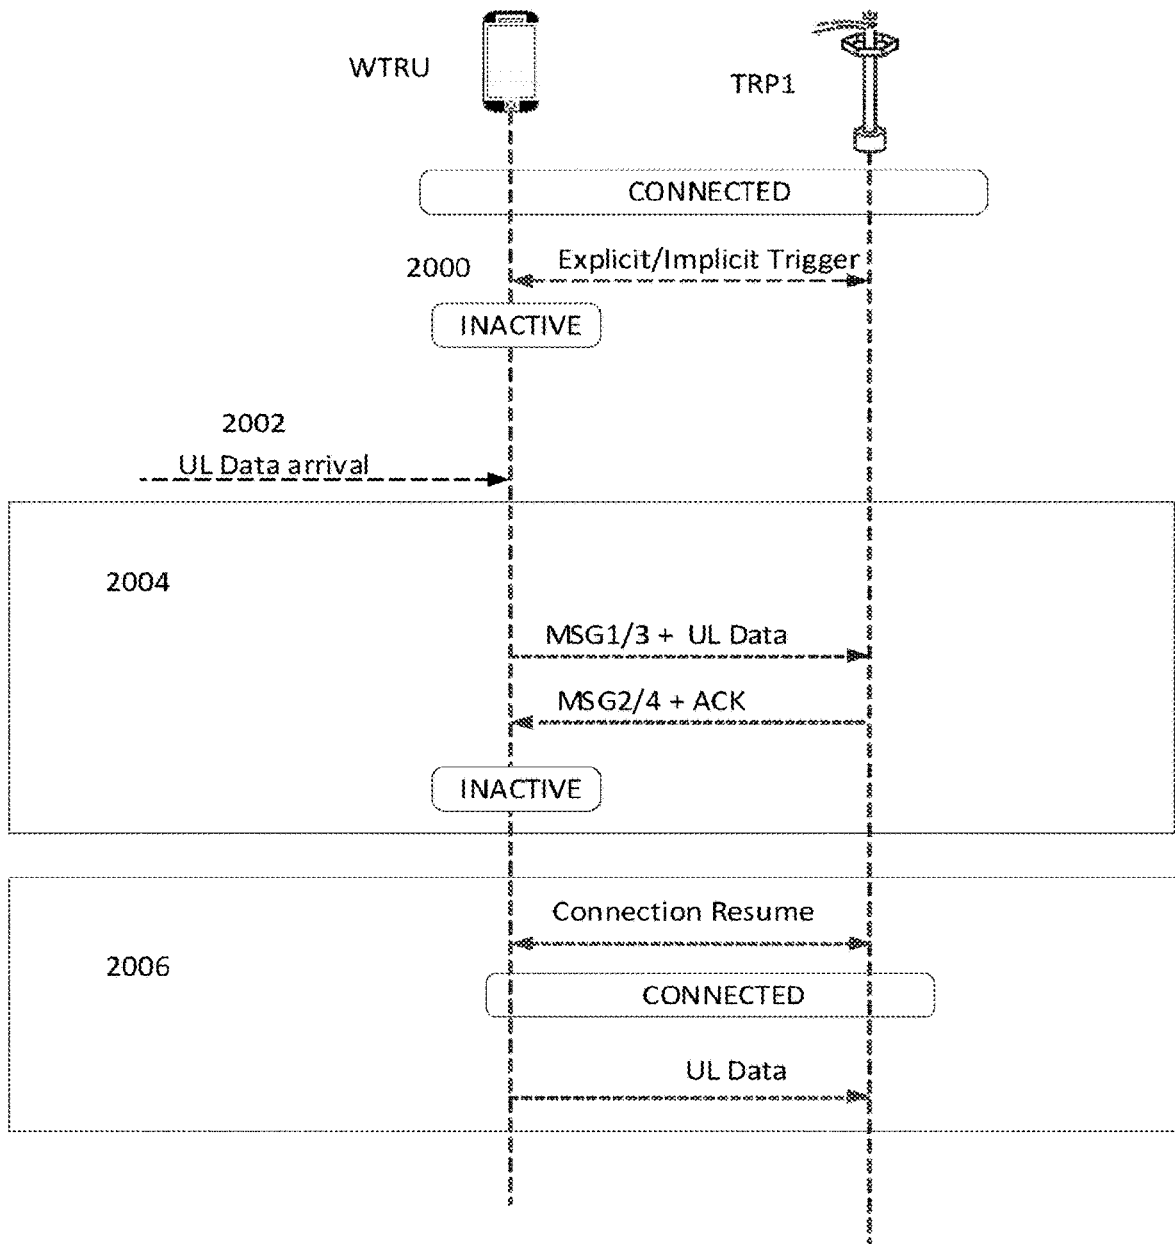 WTRU
TRP1
CONNECTED
2000
Explicit/Implicit Trigger
INACTIVE
2002
UL Data arrival
2004
MSG1/3 + UL Data
MSG2/4 + ACK
INACTIVE
Connection Resume
2006
CONNECTED
UL Data